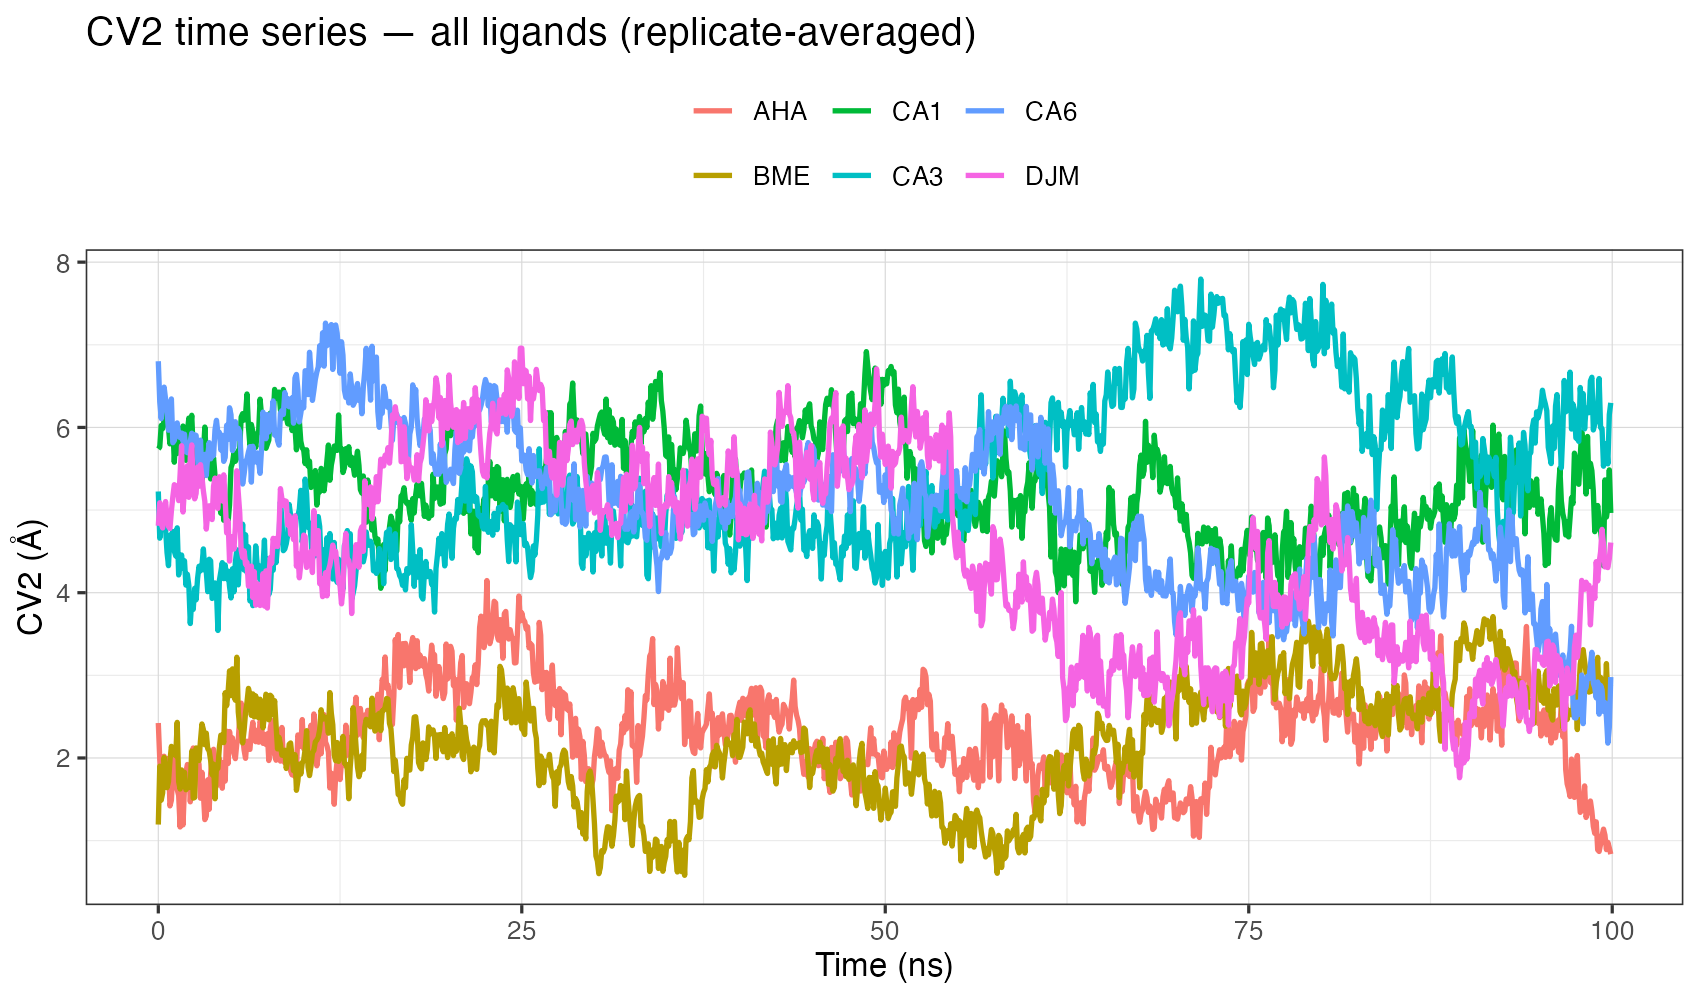 CV2 time series — all ligands (replicate-averaged)
AHA CA1 CA6
BME CA3 DJM
8
6
4
2
CV2 (Å)
0 25 50 75 100
Time (ns)